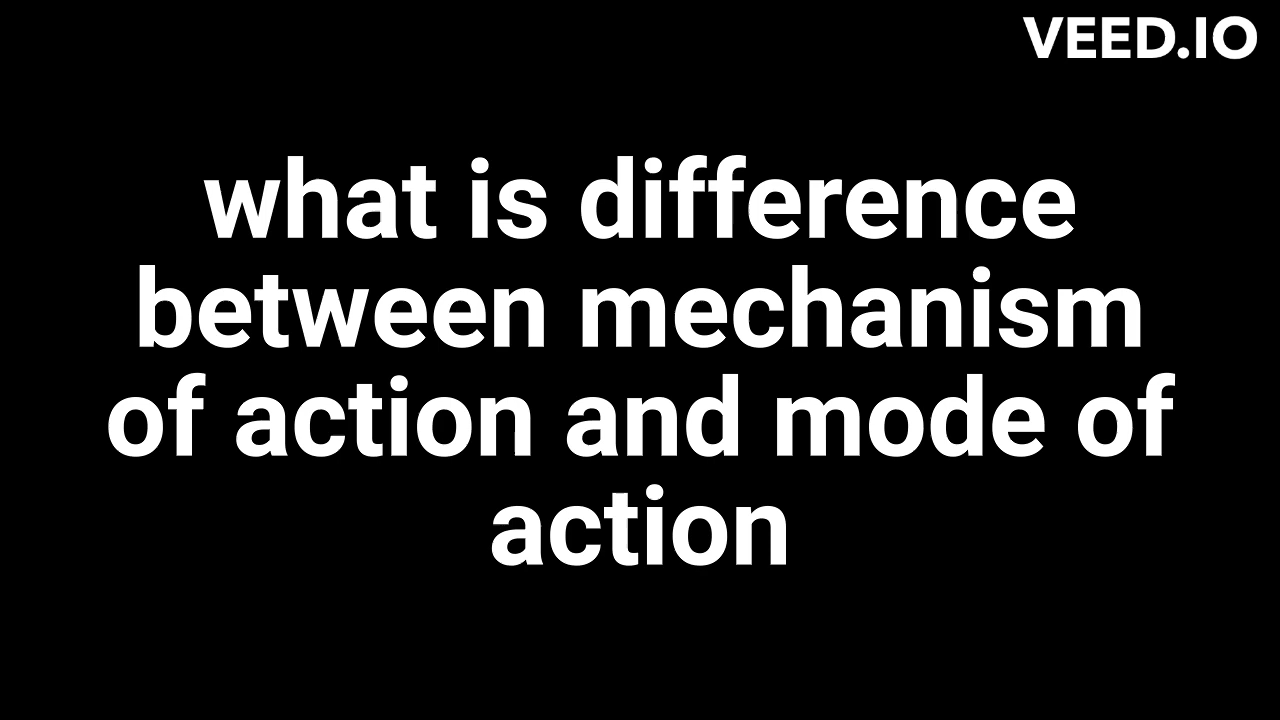 VEED.IO
what is difference
between mechanism
of action and mode of
action